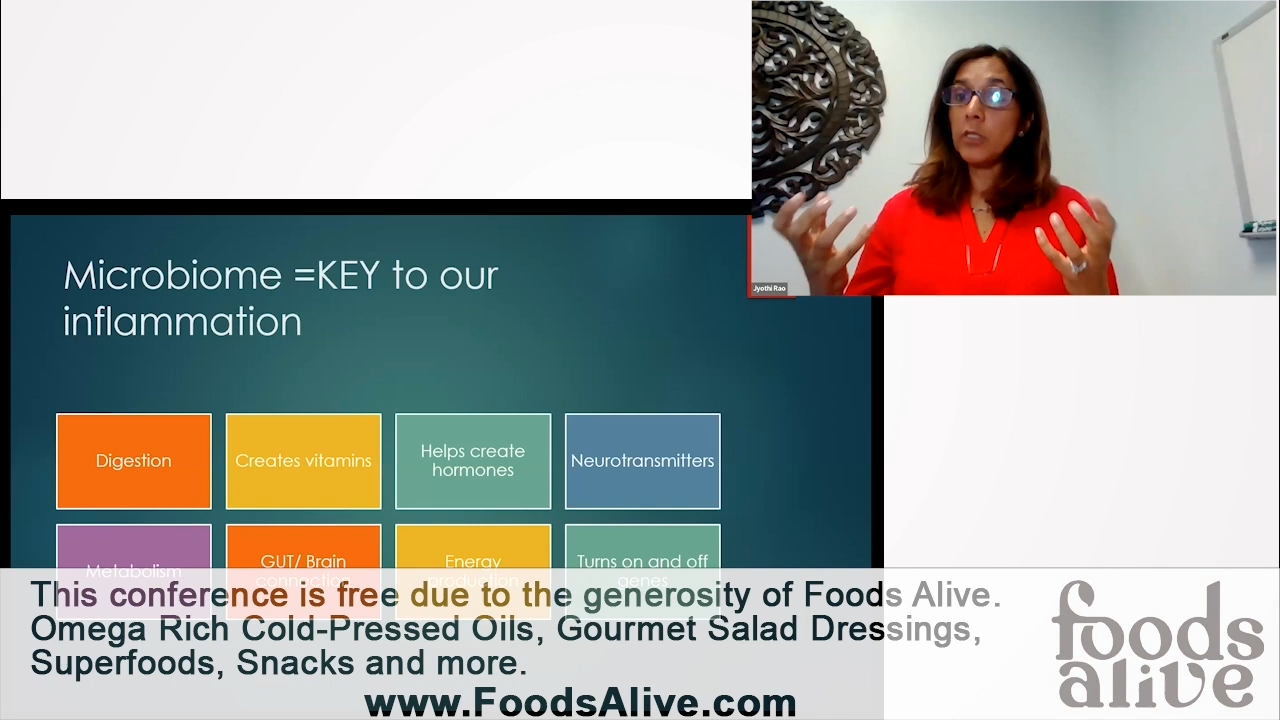 Jyothi Rao
Microbiome =KEY to our
inflammation
Digestion
Creates vitamins
Helps create
hormones
Neurotransmitters
Metabolism
GUT/ Brain
connection
Energy
production
Turns on and off
genes
This conference is free due to the generosity of Foods Alive.
Omega Rich Cold-Pressed Oils, Gourmet Salad Dressings,
Superfoods, Snacks and more.
www.FoodsAlive.com
foods
alive